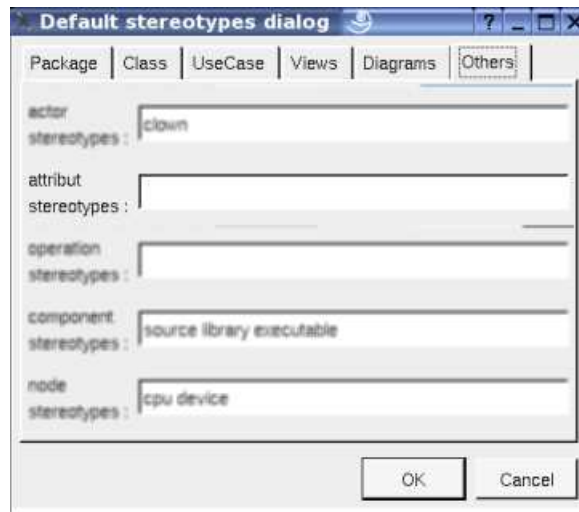 Default stereotypes dialog
Package Class UseCase Views Diagrams Others
actor
stereotypes :
clown
attribut
stereotypes :
operation
stereotypes :
component
stereotypes :
source library executable
node
stereotypes :
cpu device
OK Cancel